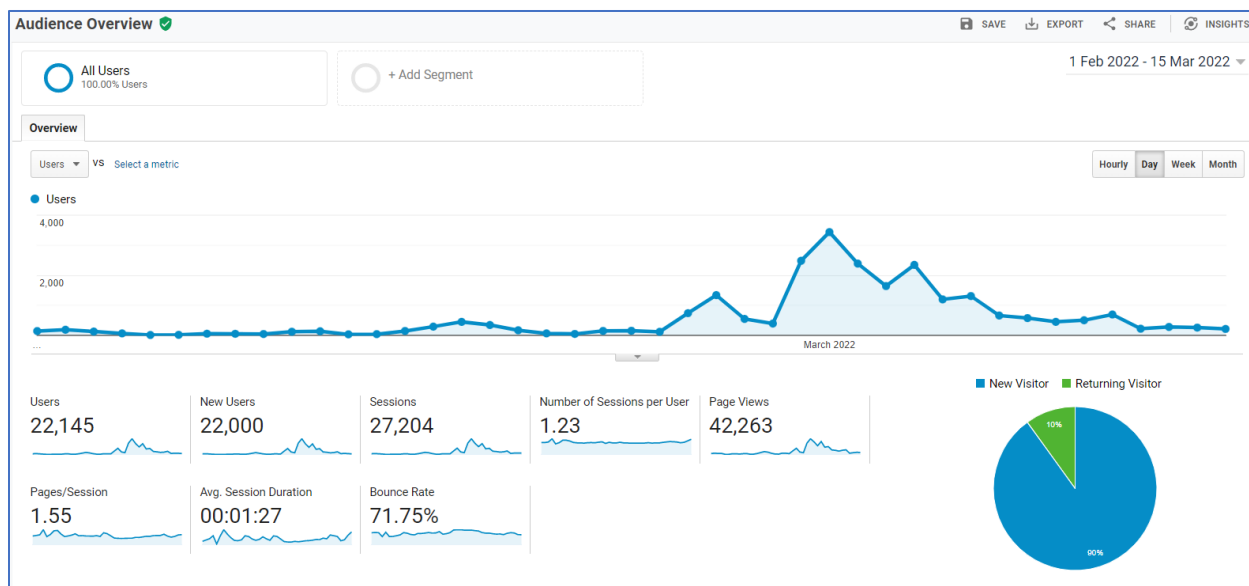 Audience Overview
SAVE EXPORT SHARE INSIGHTS
All Users
100.00% Users
+ Add Segment
1 Feb 2022 - 15 Mar 2022
Overview
Users VS Select a metric
Hourly Day Week Month
Users
4,000
2,000
...
March 2022
New Visitor Returning Visitor
Users
22,145
New Users
22,000
Sessions
27,204
Number of Sessions per User
1.23
Page Views
42,263
Pages/Session
1.55
Avg. Session Duration
00:01:27
Bounce Rate
71.75%
10%
90%